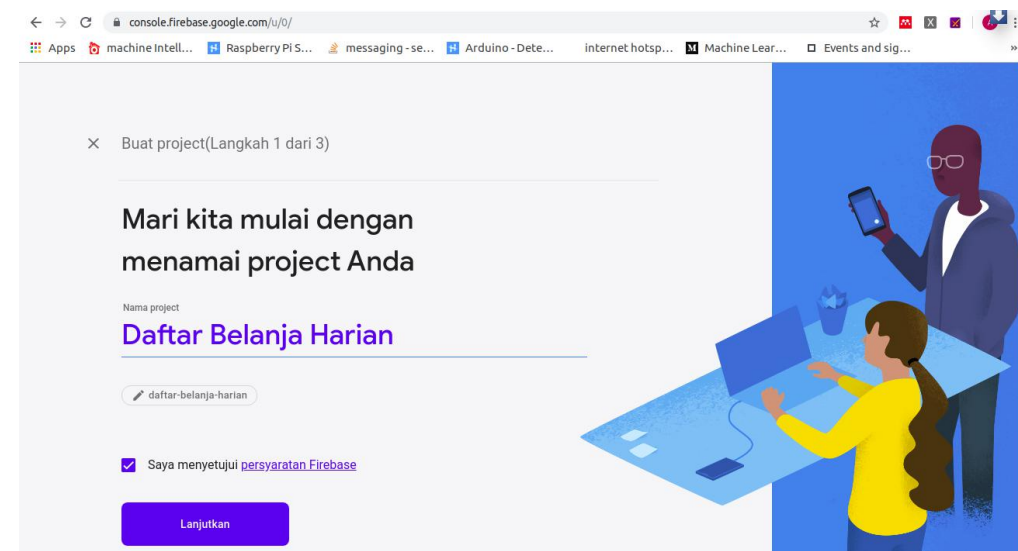 console.firebase.google.com/u/0/
Apps machine Intell... Raspberry Pi S... messaging - se... Arduino - Dete... internet hotsp... Machine Lear... Events and sig... »
Buat project(Langkah 1 dari 3)
Mari kita mulai dengan
menamai project Anda
Nama project
Daftar Belanja Harian
daftar-belanja-harian
Saya menyetujui persyaratan Firebase
Lanjutkan